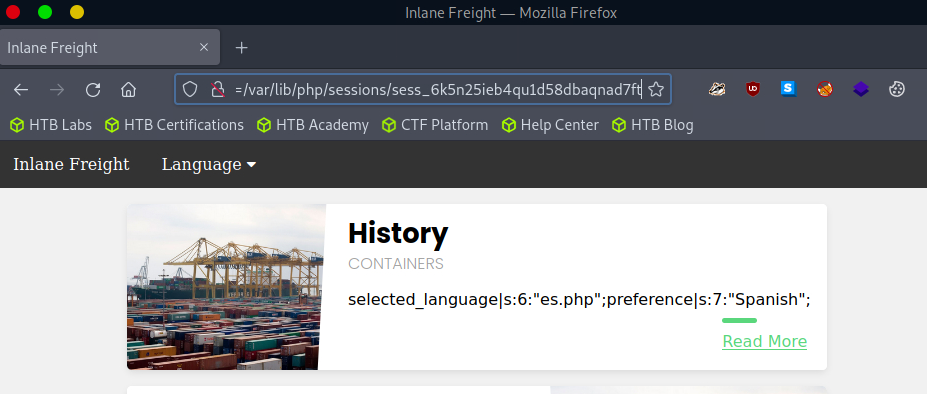 Inlane Freight — Mozilla Firefox
Inlane Freight
=/var/lib/php/sessions/sess_6k5n25ieb4qu1d58dbaqnad7ft
HTB Labs HTB Certifications HTB Academy CTF Platform Help Center HTB Blog
Inlane Freight Language
History
CONTAINERS
selected_language|s:6:"es.php";preference|s:7:"Spanish";
Read More